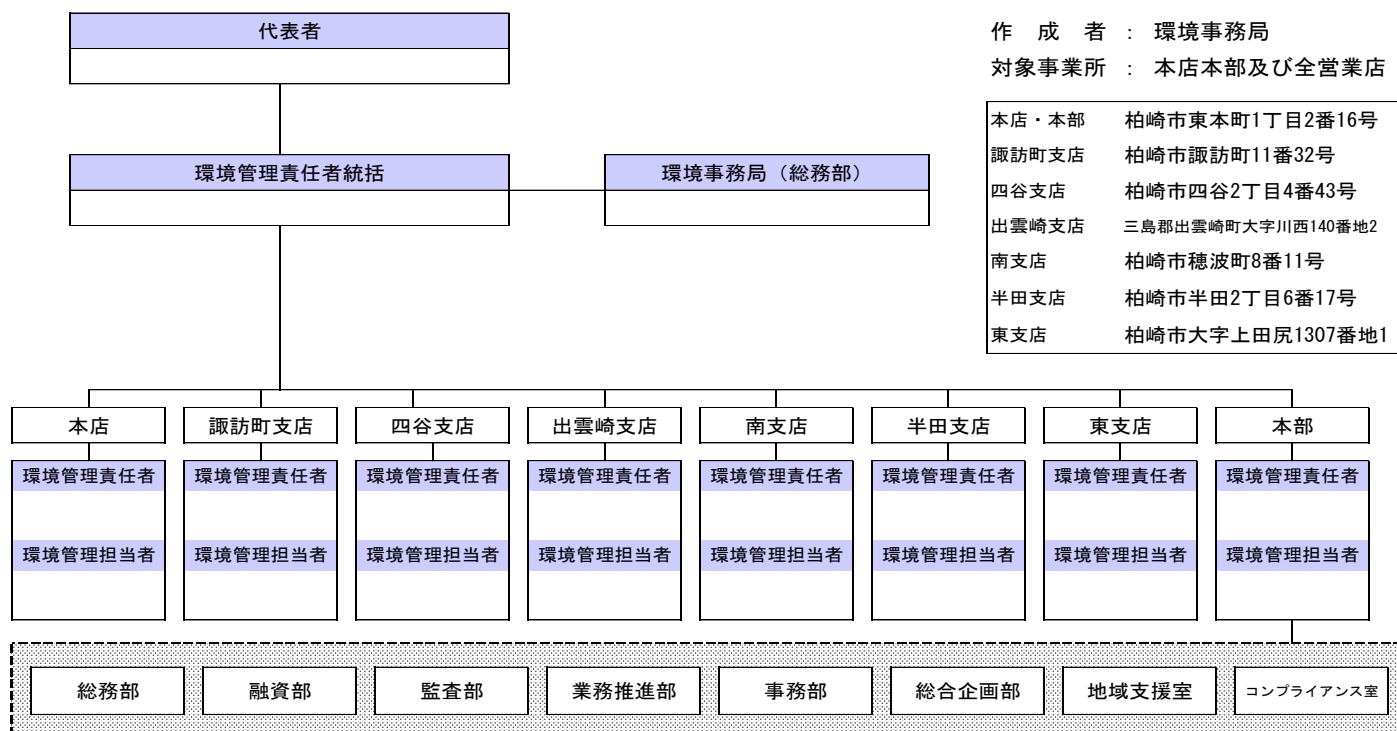 代表者
作　成　者　：　環境事務局
対象事業所　：　本店本部及び全営業店
本店・本部　柏崎市東本町1丁目2番16号
諏訪町支店　柏崎市諏訪町11番32号
四谷支店　柏崎市四谷2丁目4番43号
出雲崎支店　三島郡出雲崎町大字川西140番地2
南支店　柏崎市穂波町8番11号
半田支店　柏崎市半田2丁目6番17号
東支店　柏崎市大字上田尻1307番地1
環境管理責任者統括　環境事務局（総務部）
本店　諏訪町支店　四谷支店　出雲崎支店　南支店　半田支店　東支店　本部
環境管理責任者　環境管理責任者　環境管理責任者　環境管理責任者　環境管理責任者　環境管理責任者　環境管理責任者　環境管理責任者
環境管理担当者　環境管理担当者　環境管理担当者　環境管理担当者　環境管理担当者　環境管理担当者　環境管理担当者　環境管理担当者
総務部　融資部　監査部　業務推進部　事務部　総合企画部　地域支援室　コンプライアンス室